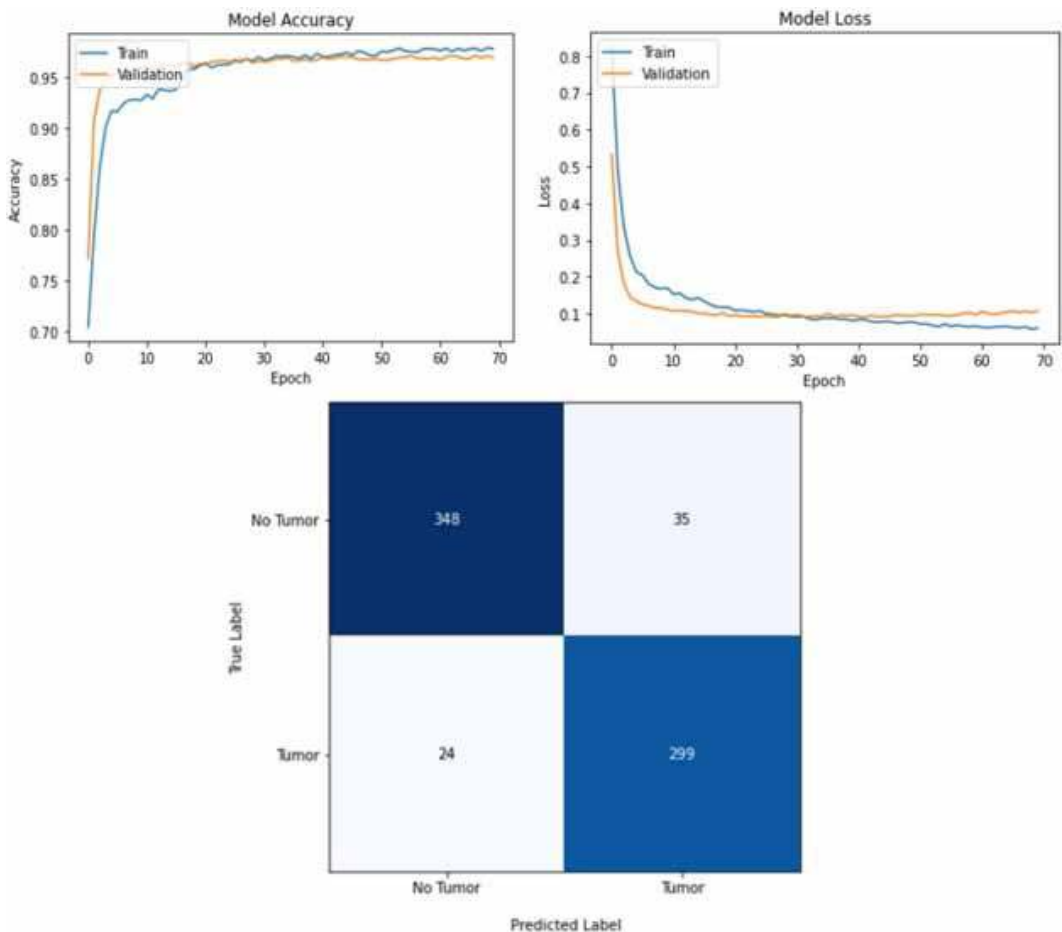 Model Accuracy
Train
Validation
0.95
0.90
0.85
0.80
0.75
0.70
Accuracy
0 10 20 30 40 50 60 70
Epoch
Model Loss
Train
Validation
0.8
0.7
0.6
0.5
0.4
0.3
0.2
0.1
Loss
0 10 20 30 40 50 60 70
Epoch
True Label
No Tumor
348 35
Tumor
24 299
No Tumor Tumor
Predicted Label